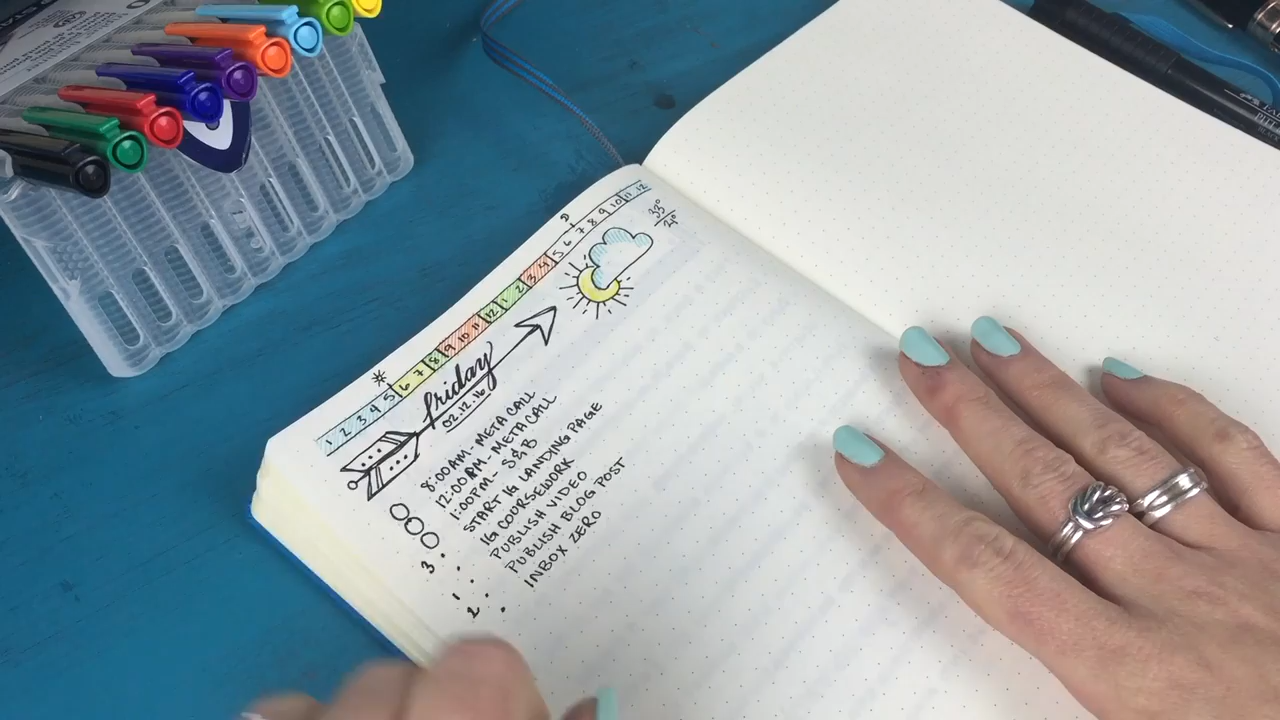 1 2 3 4 5 6 7 8 9 10 11 12 1 2 3 4 5 6 7 8 9 10 11 12
33°
21°
friday
02.12.16
8:00AM - META CALL
12:00PM - META CALL
1:00PM - S&B
START IG LANDING PAGE
3 IG COURSEWORK
PUBLISH VIDEO
1 PUBLISH BLOG POST
2 INBOX ZERO